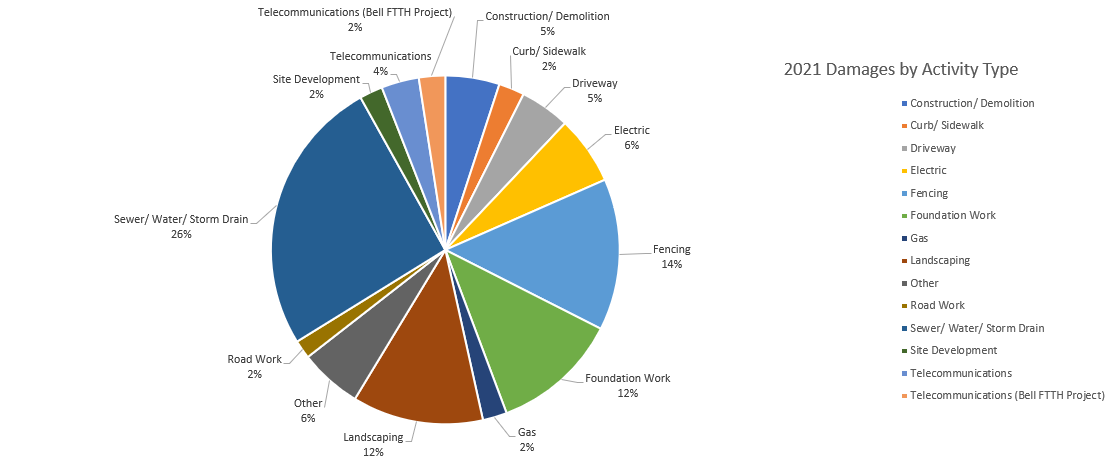 Telecommunications (Bell FTTH Project)
2%
Construction/ Demolition
5%
Curb/ Sidewalk
2%
Telecommunications
4%
Site Development
2%
Driveway
5%
Electric
6%
Sewer/ Water/ Storm Drain
26%
Fencing
14%
Road Work
2%
Foundation Work
12%
Other
6%
Landscaping
12%
Gas
2%
2021 Damages by Activity Type
Construction/ Demolition
Curb/ Sidewalk
Driveway
Electric
Fencing
Foundation Work
Gas
Landscaping
Other
Road Work
Sewer/ Water/ Storm Drain
Site Development
Telecommunications
Telecommunications (Bell FTTH Project)